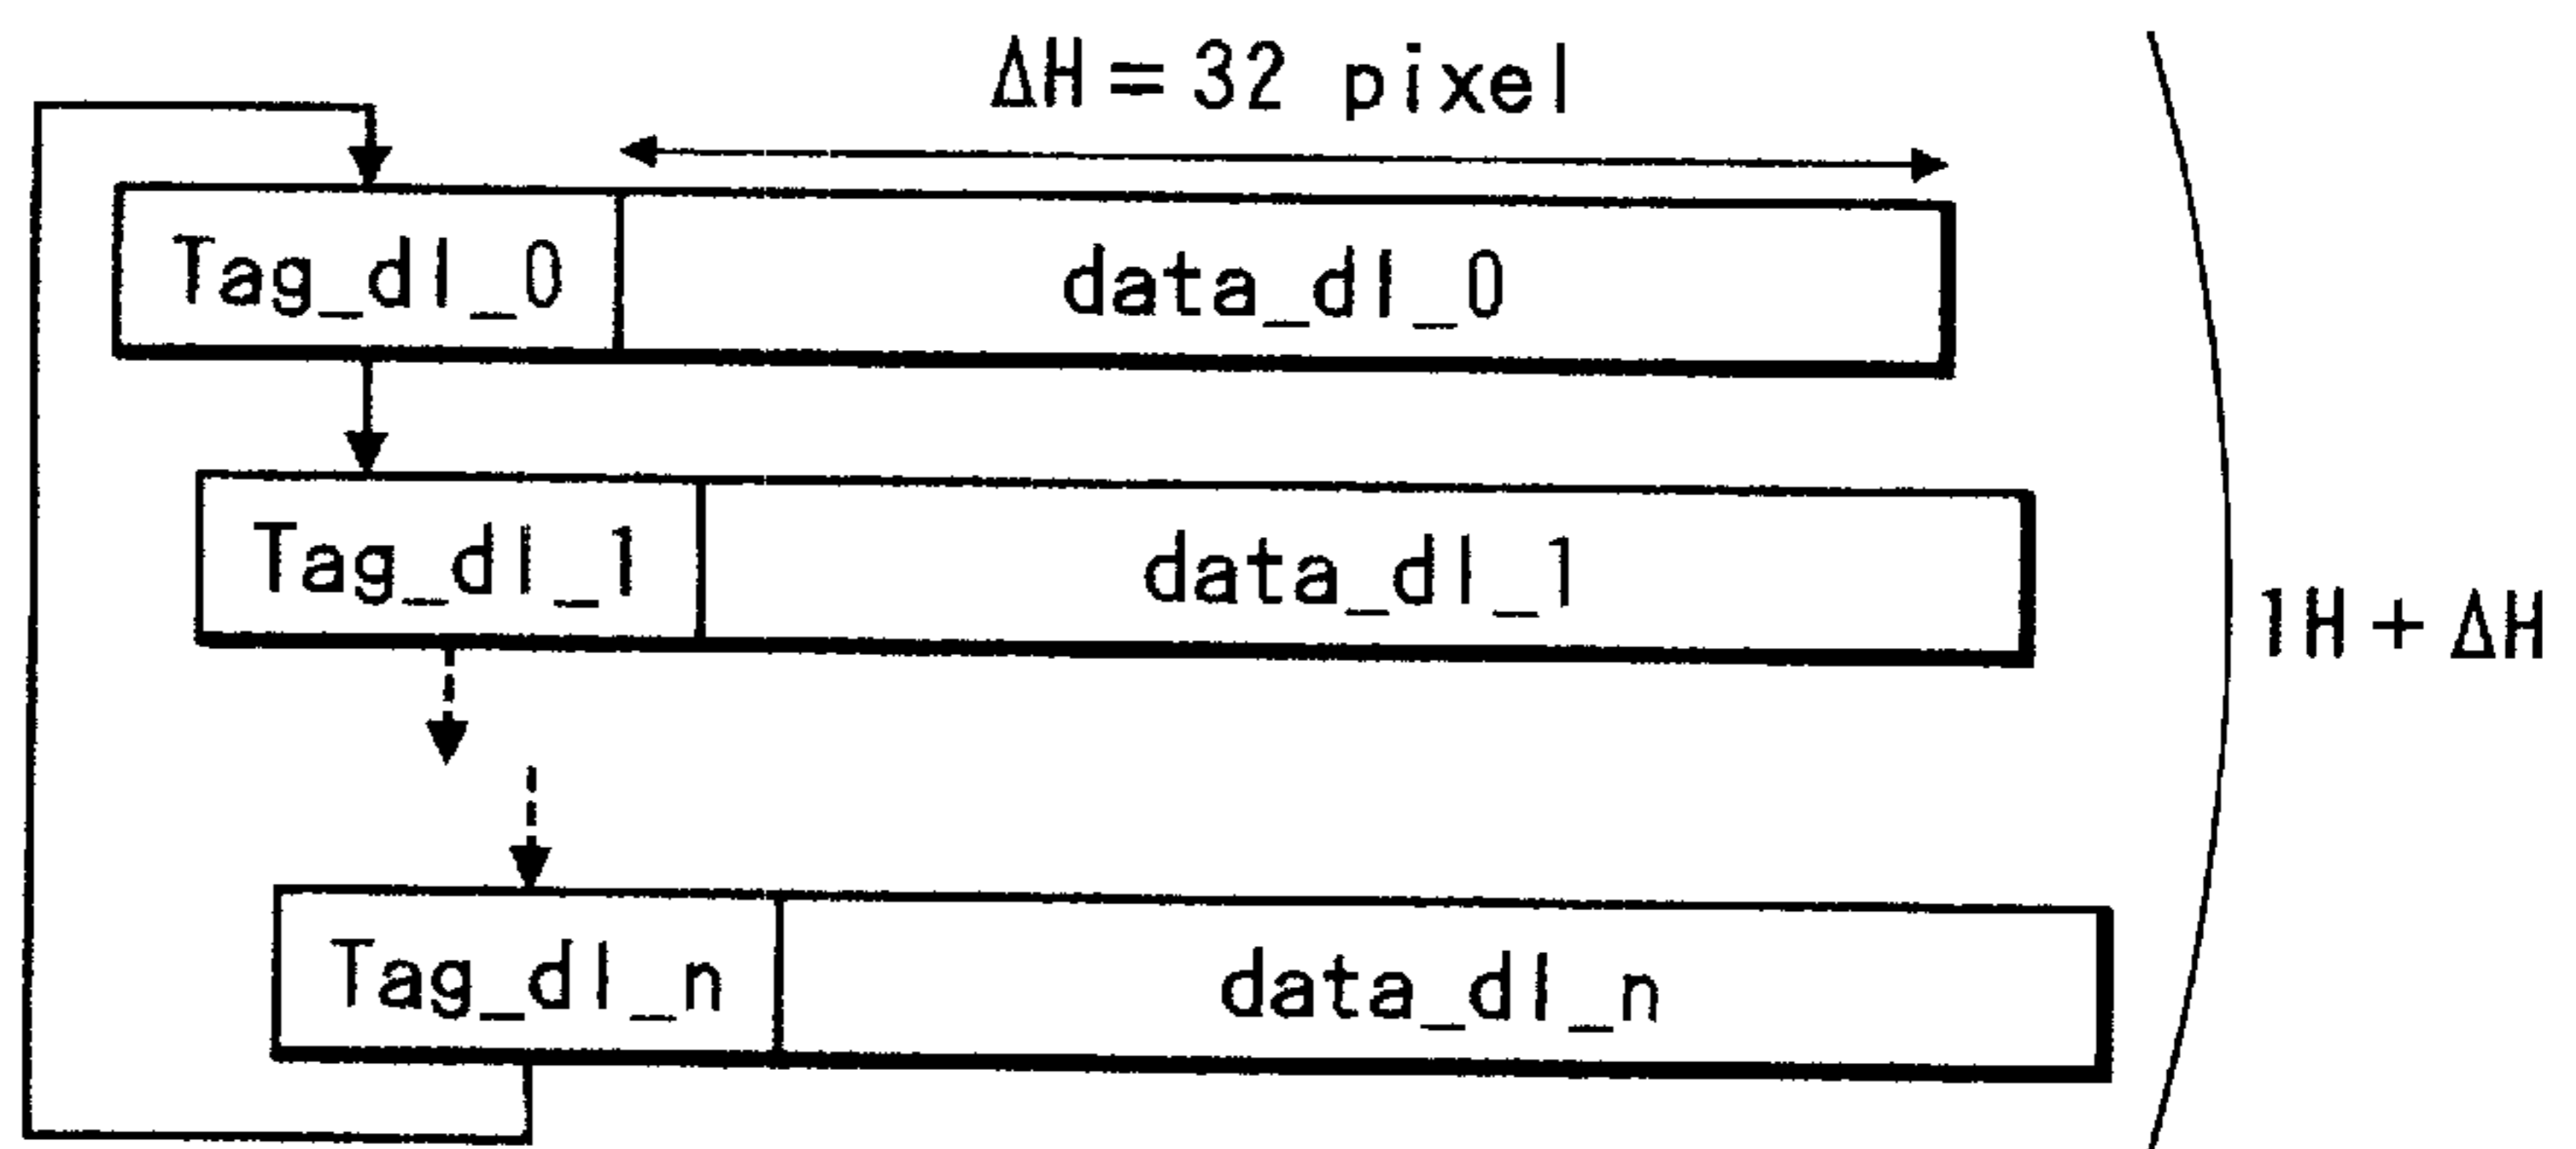 ΔH = 32 pixel
Tag_dl_0 data_dl_0
Tag_dl_1 data_dl_1
1H + ΔH
Tag_dl_n data_dl_n